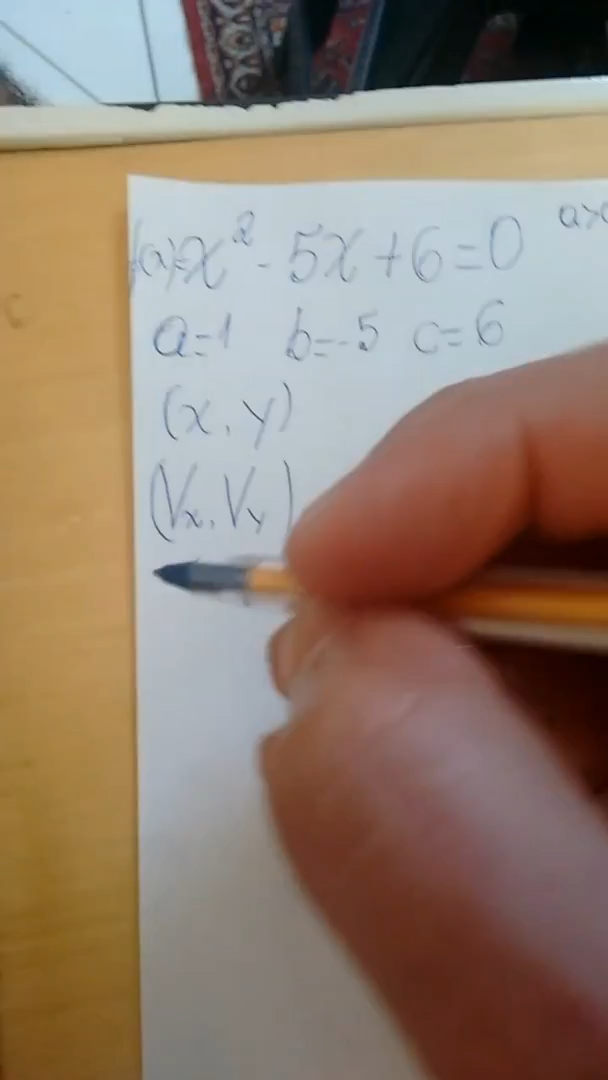 f(x)=x² - 5x + 6 = 0
a=1 b=-5 c=6
(x, y)
(Vx, Vy)